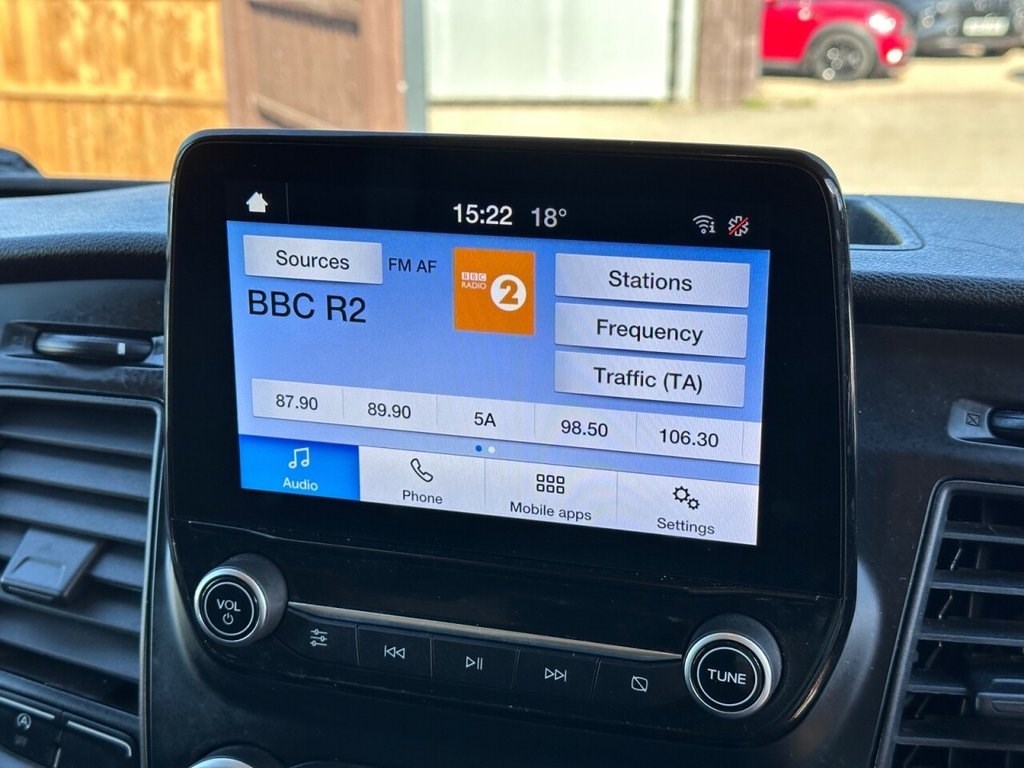 15:22 18°
Sources
FM AF
BBC
RADIO
2
Stations
BBC R2
Frequency
Traffic (TA)
87.90
89.90
5A
98.50
106.30
Audio
Phone
Mobile apps
Settings
VOL
TUNE
A
OFF